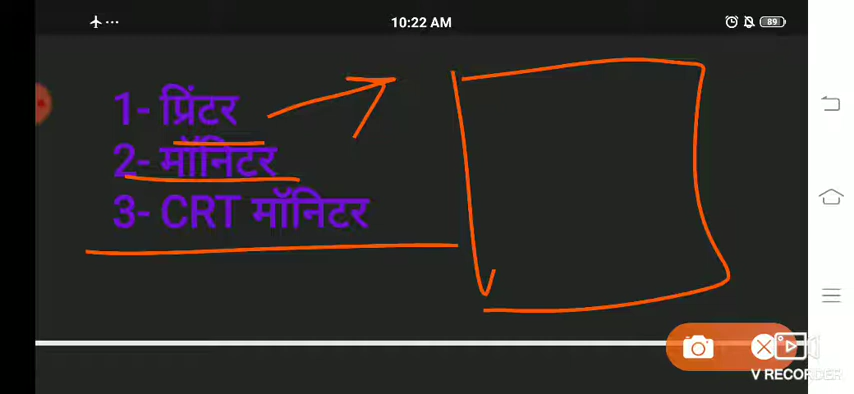 10:22 AM
89
1- प्रिंटर
2- मॉनिटर
3- CRT मॉनिटर
V RECORDER